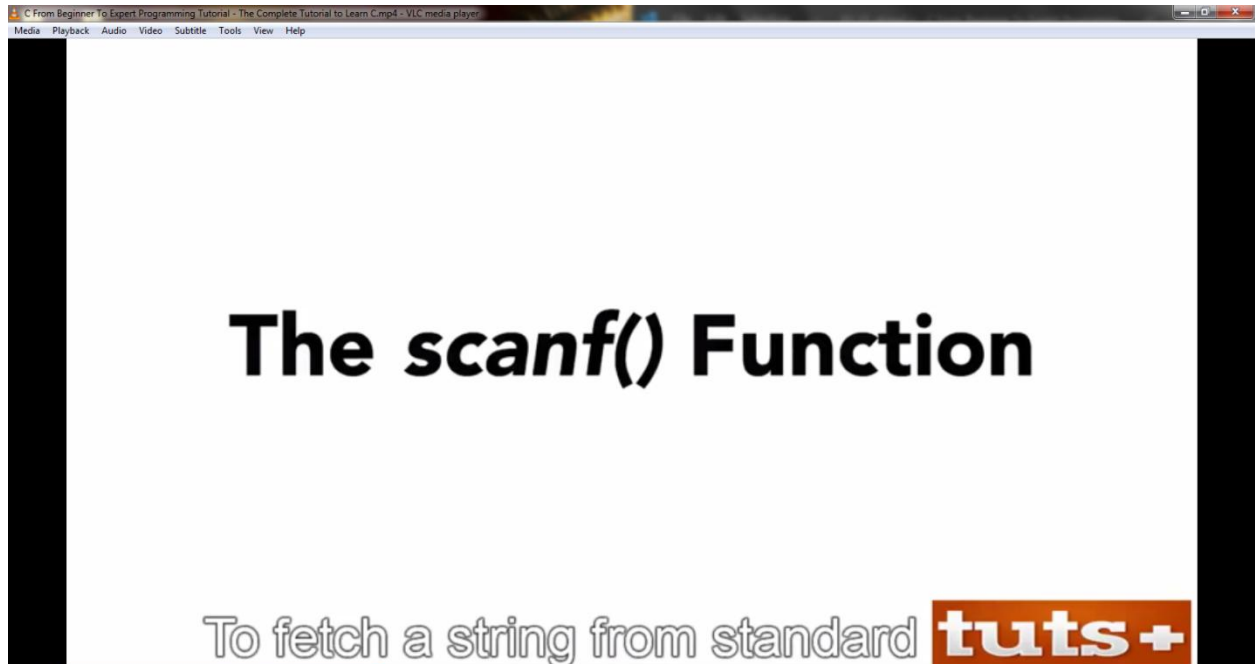 C From Beginner To Expert Programming Tutorial - The Complete Tutorial to Learn C.mp4 - VLC media player
Media Playback Audio Video Subtitle Tools View Help
The scanf() Function
To fetch a string from standard tuts+